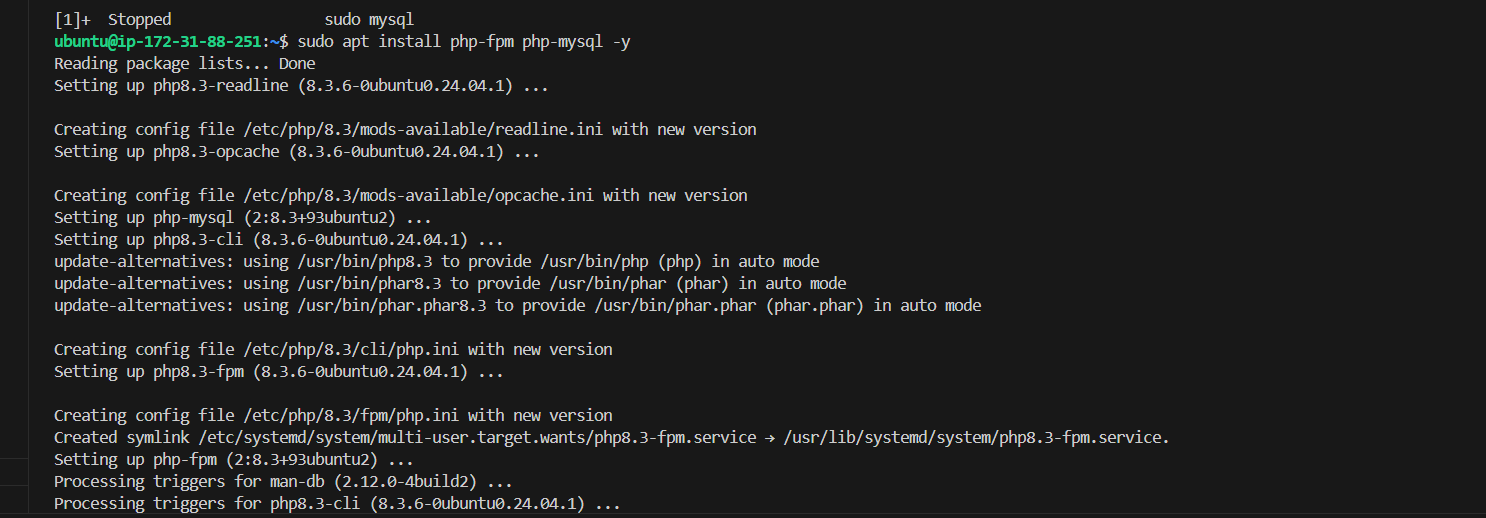 [1]+  Stopped                 sudo mysql
ubuntu@ip-172-31-88-251:~$ sudo apt install php-fpm php-mysql -y
Reading package lists... Done
Setting up php8.3-readline (8.3.6-0ubuntu0.24.04.1) ...
Creating config file /etc/php/8.3/mods-available/readline.ini with new version
Setting up php8.3-opcache (8.3.6-0ubuntu0.24.04.1) ...
Creating config file /etc/php/8.3/mods-available/opcache.ini with new version
Setting up php-mysql (2:8.3+93ubuntu2) ...
Setting up php8.3-cli (8.3.6-0ubuntu0.24.04.1) ...
update-alternatives: using /usr/bin/php8.3 to provide /usr/bin/php (php) in auto mode
update-alternatives: using /usr/bin/phar8.3 to provide /usr/bin/phar (phar) in auto mode
update-alternatives: using /usr/bin/phar.phar8.3 to provide /usr/bin/phar.phar (phar.phar) in auto mode
Creating config file /etc/php/8.3/cli/php.ini with new version
Setting up php8.3-fpm (8.3.6-0ubuntu0.24.04.1) ...
Creating config file /etc/php/8.3/fpm/php.ini with new version
Created symlink /etc/systemd/system/multi-user.target.wants/php8.3-fpm.service → /usr/lib/systemd/system/php8.3-fpm.service.
Setting up php-fpm (2:8.3+93ubuntu2) ...
Processing triggers for man-db (2.12.0-4build2) ...
Processing triggers for php8.3-cli (8.3.6-0ubuntu0.24.04.1) ...